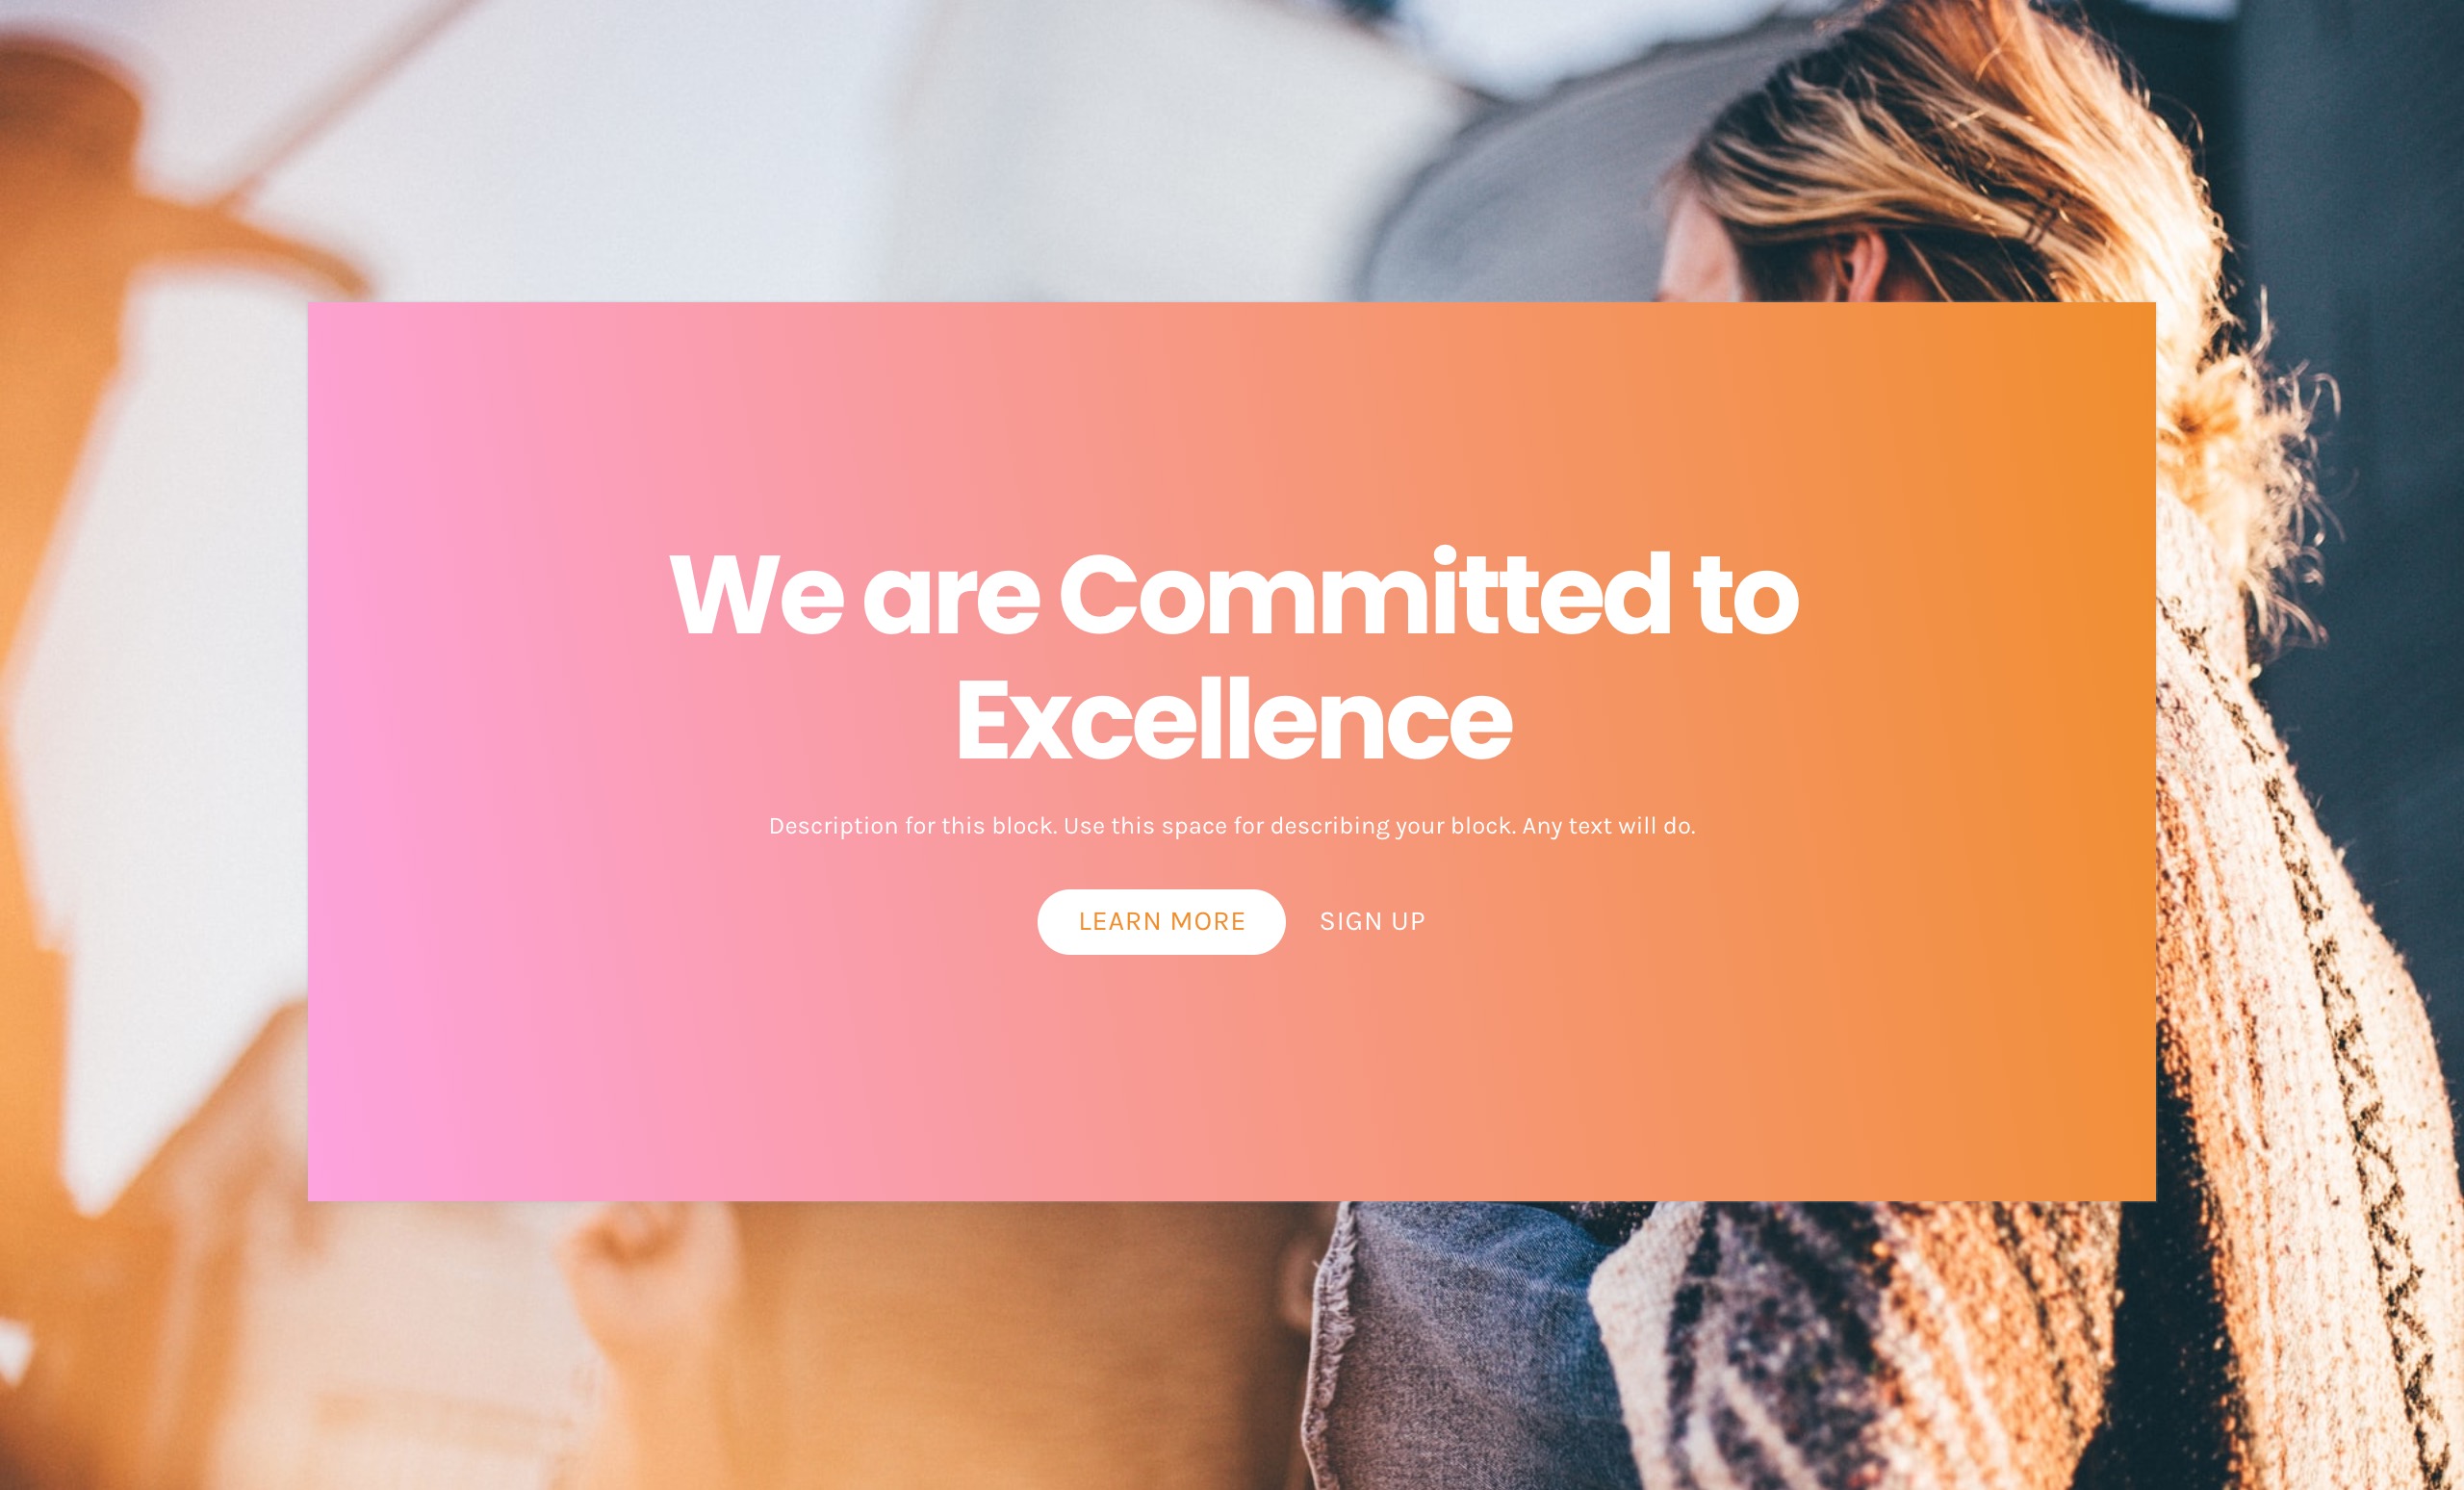 We are Committed to
Excellence
Description for this block. Use this space for describing your block. Any text will do.
LEARN MORE
SIGN UP